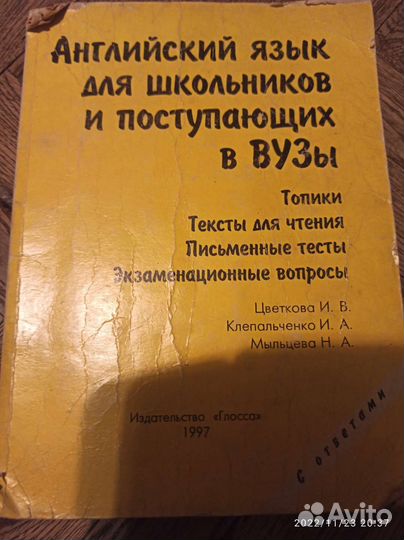 Английский язык
для школьников
и поступающих
в ВУЗы
Топики
Тексты для чтения
Письменные тесты
Экзаменационные вопросы
Цветкова И. В.
Клепальченко И. А.
Мыльцева Н. А.
Издательство «Глосса»
1997
С ответами
2022/11/23 20:37
Avito